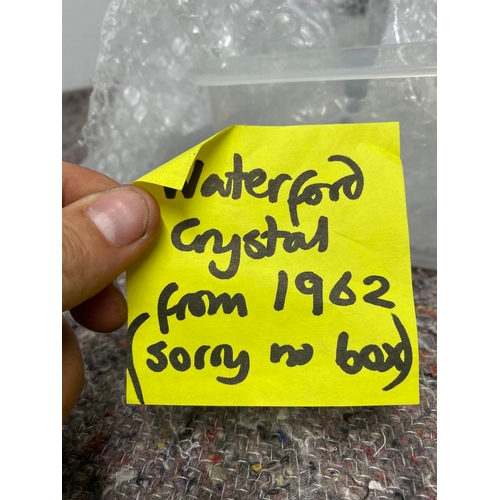 Waterford
Crystal
from 1962
(sorry no box)